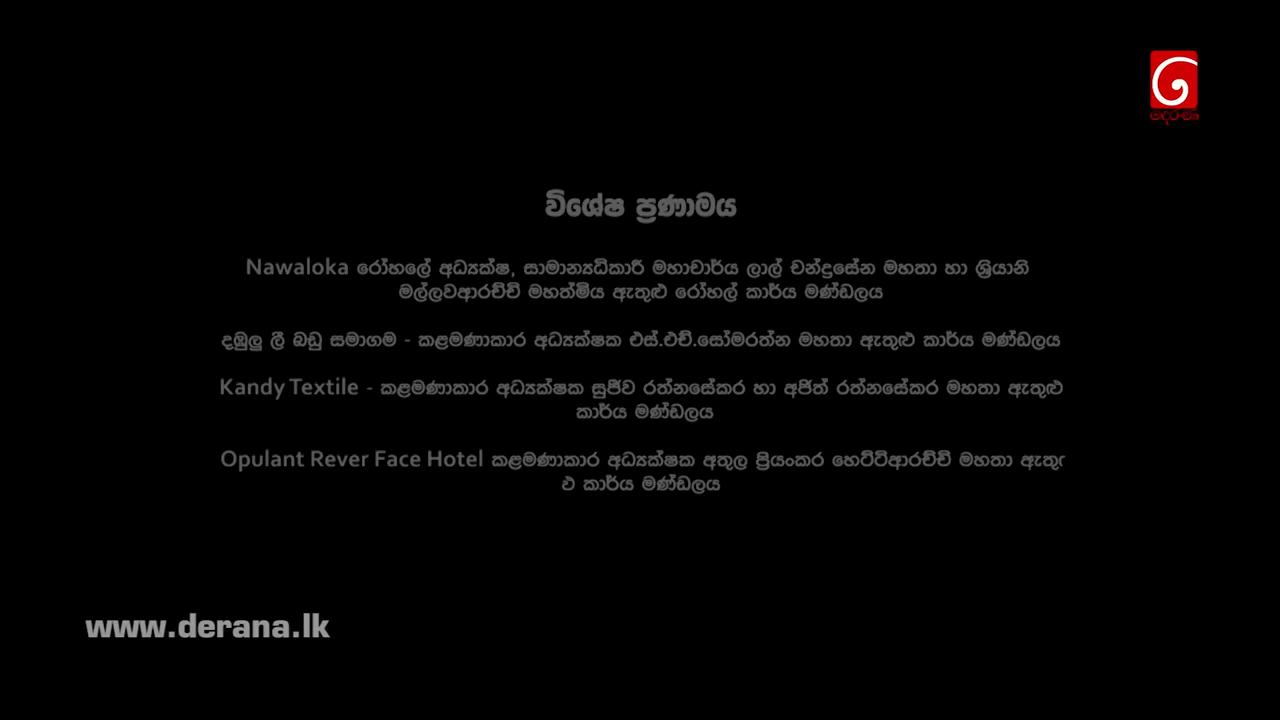 විශේෂ ප්‍රණාමය
Nawaloka රෝහලේ අධ්‍යක්ෂ, සාමාන්‍යධිකාරී මහාචාර්ය ලාල් චන්ද්‍රසේන මහතා හා ශ්‍රියානි
මල්ලවආරච්චි මහත්මිය ඇතුළු රෝහල් කාර්ය මණ්ඩලය
දඹුලු ලී බඩු සමාගම - කළමණාකාර අධ්‍යක්ෂක එස්.එච්.සෝමරත්න මහතා ඇතුළු කාර්ය මණ්ඩලය
Kandy Textile - කළමණාකාර අධ්‍යක්ෂක සුජීව රත්නසේකර හා අජිත් රත්නසේකර මහතා ඇතුළු
කාර්ය මණ්ඩලය
Opulant Rever Face Hotel කළමණාකාර අධ්‍යක්ෂක අතුල ප්‍රියංකර හෙට්ටිආරච්චි මහතා
කාර්ය මණ්ඩලය
www.derana.lk